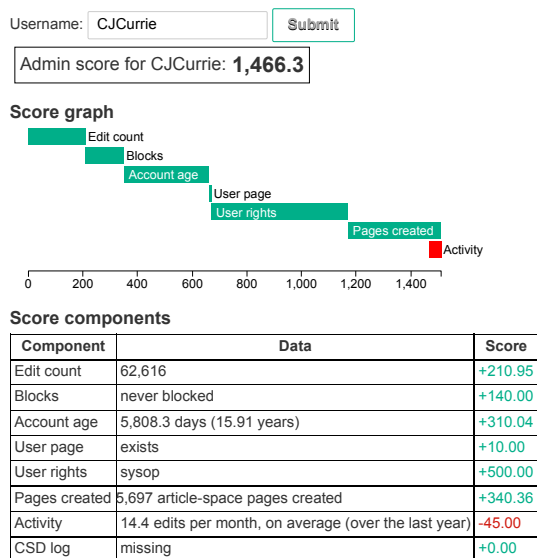 Username: CJCurrie Submit
Admin score for CJCurrie: 1,466.3
Score graph
Edit count
Blocks
Account age
User page
User rights
Pages created
Activity
0 200 400 600 800 1,000 1,200 1,400
Score components
Component Data Score
Edit count 62,616 +210.95
Blocks never blocked +140.00
Account age 5,808.3 days (15.91 years) +310.04
User page exists +10.00
User rights sysop +500.00
Pages created 5,697 article-space pages created +340.36
Activity 14.4 edits per month, on average (over the last year) -45.00
CSD log missing +0.00